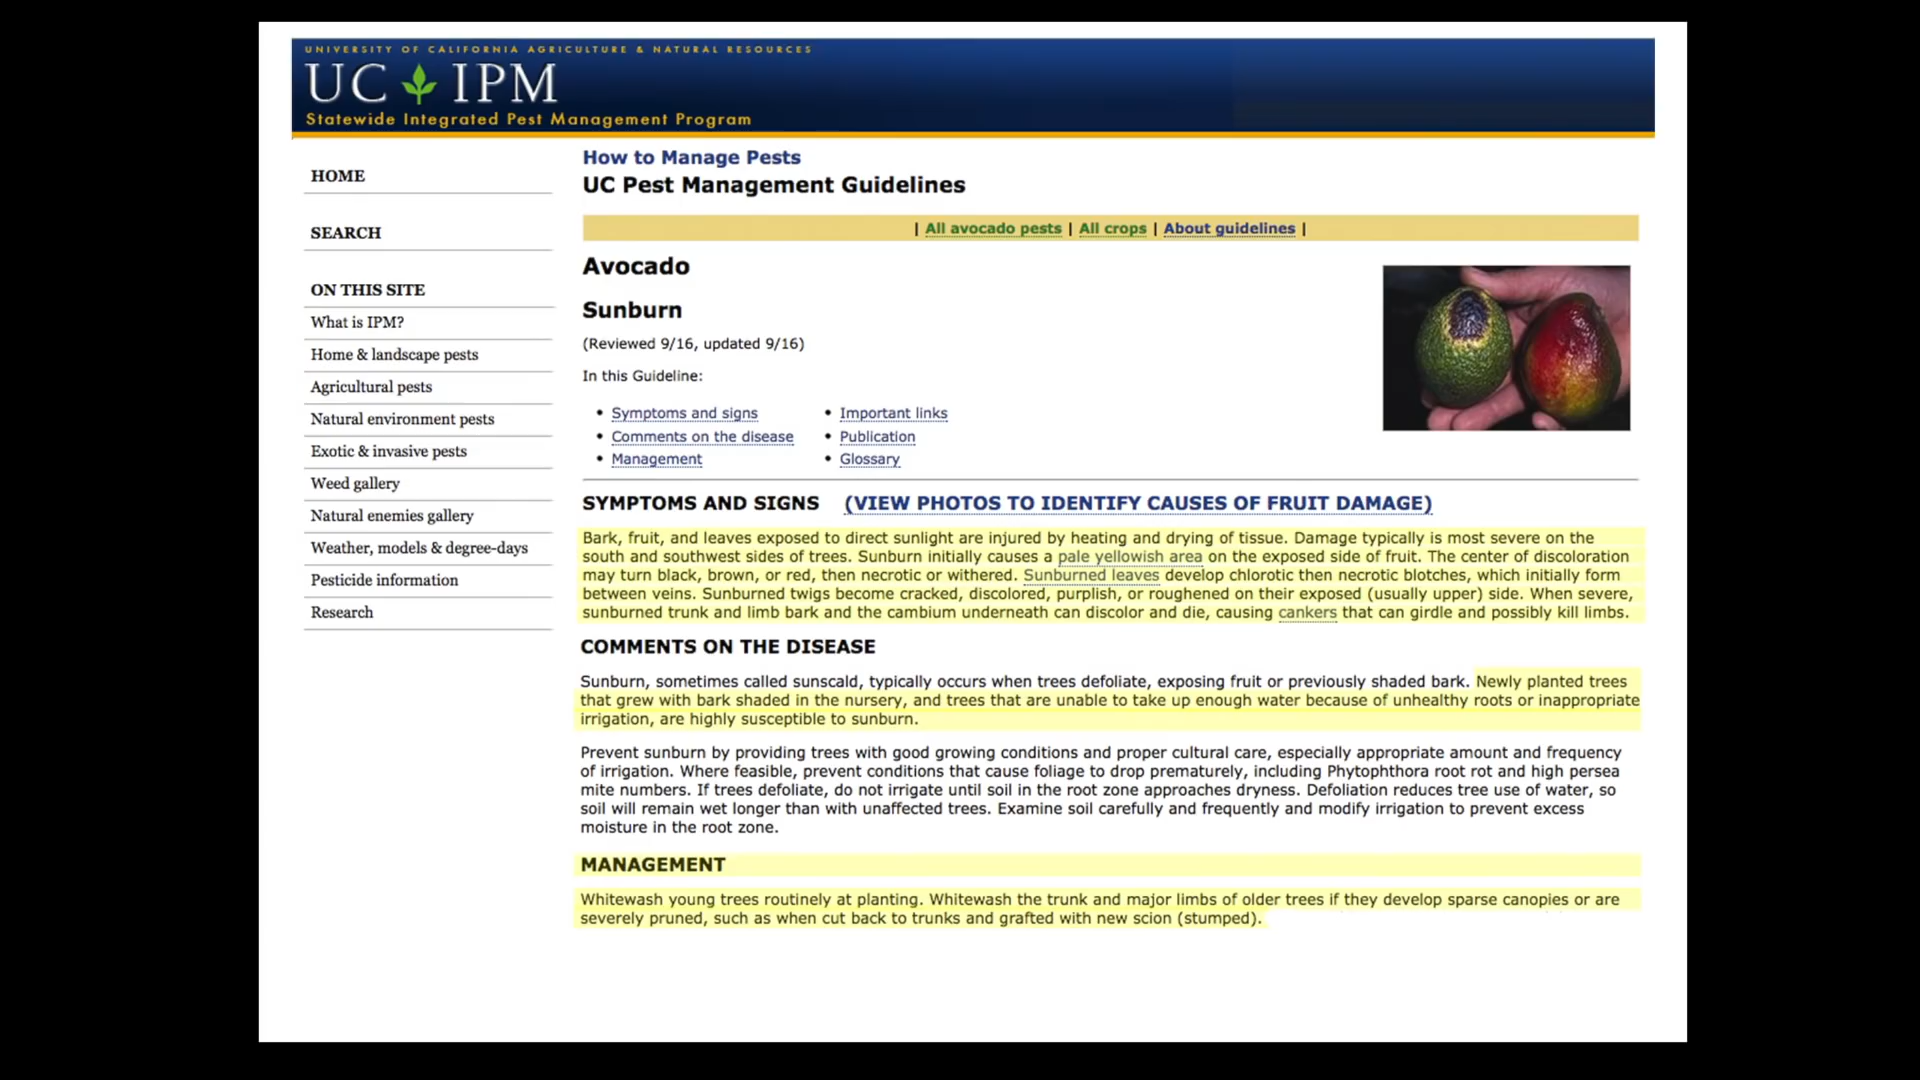 UNIVERSITY OF CALIFORNIA AGRICULTURE & NATURAL RESOURCES
UC IPM
Statewide Integrated Pest Management Program
HOME
SEARCH
ON THIS SITE
What is IPM?
Home & landscape pests
Agricultural pests
Natural environment pests
Exotic & invasive pests
Weed gallery
Natural enemies gallery
Weather, models & degree-days
Pesticide information
Research
How to Manage Pests
UC Pest Management Guidelines
| All avocado pests | All crops | About guidelines |
Avocado
Sunburn
(Reviewed 9/16, updated 9/16)
In this Guideline:
• Symptoms and signs
• Comments on the disease
• Management
• Important links
• Publication
• Glossary
SYMPTOMS AND SIGNS (VIEW PHOTOS TO IDENTIFY CAUSES OF FRUIT DAMAGE)
Bark, fruit, and leaves exposed to direct sunlight are injured by heating and drying of tissue. Damage typically is most severe on the
south and southwest sides of trees. Sunburn initially causes a pale yellowish area on the exposed side of fruit. The center of discoloration
may turn black, brown, or red, then necrotic or withered. Sunburned leaves develop chlorotic then necrotic blotches, which initially form
between veins. Sunburned twigs become cracked, discolored, purplish, or roughened on their exposed (usually upper) side. When severe,
sunburned trunk and limb bark and the cambium underneath can discolor and die, causing cankers that can girdle and possibly kill limbs.
COMMENTS ON THE DISEASE
Sunburn, sometimes called sunscald, typically occurs when trees defoliate, exposing fruit or previously shaded bark. Newly planted trees
that grew with bark shaded in the nursery, and trees that are unable to take up enough water because of unhealthy roots or inappropriate
irrigation, are highly susceptible to sunburn.
Prevent sunburn by providing trees with good growing conditions and proper cultural care, especially appropriate amount and frequency
of irrigation. Where feasible, prevent conditions that cause foliage to drop prematurely, including Phytophthora root rot and high persea
mite numbers. If trees defoliate, do not irrigate until soil in the root zone approaches dryness. Defoliation reduces tree use of water, so
soil will remain wet longer than with unaffected trees. Examine soil carefully and frequently and modify irrigation to prevent excess
moisture in the root zone.
MANAGEMENT
Whitewash young trees routinely at planting. Whitewash the trunk and major limbs of older trees if they develop sparse canopies or are
severely pruned, such as when cut back to trunks and grafted with new scion (stumped).